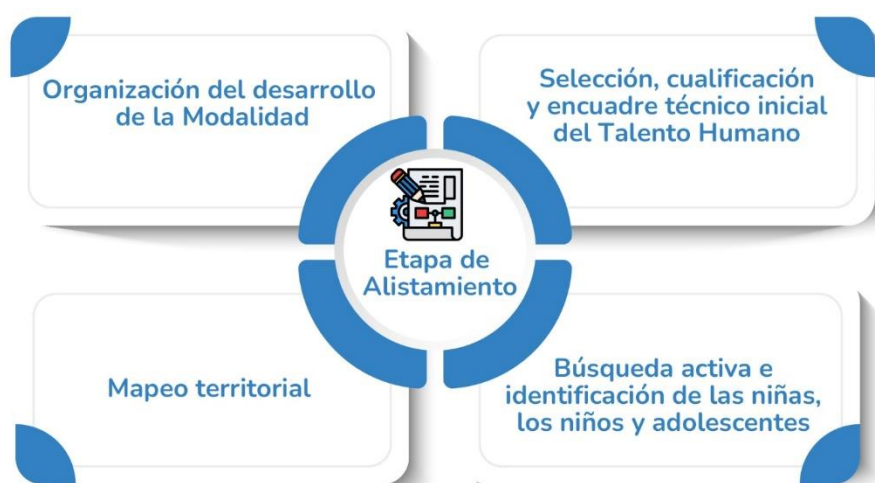 Organización del desarrollo
de la Modalidad
Selección, cualificación
y encuadre técnico inicial
del Talento Humano
Etapa de
Alistamiento
Mapeo territorial
Búsqueda activa e
identificación de las niñas,
los niños y adolescentes